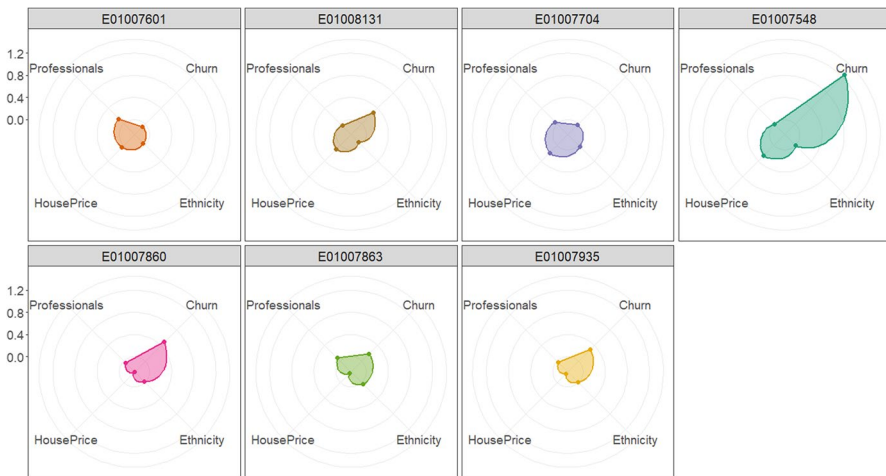 E01007601 E01008131 E01007704 E01007548
1.2
0.8
0.4
0.0
Professionals Churn Professionals Churn Professionals Churn Professionals Churn
HousePrice Ethnicity HousePrice Ethnicity HousePrice Ethnicity HousePrice Ethnicity
E01007860 E01007863 E01007935
1.2
0.8
0.4
0.0
Professionals Churn Professionals Churn Professionals Churn
HousePrice Ethnicity HousePrice Ethnicity HousePrice Ethnicity